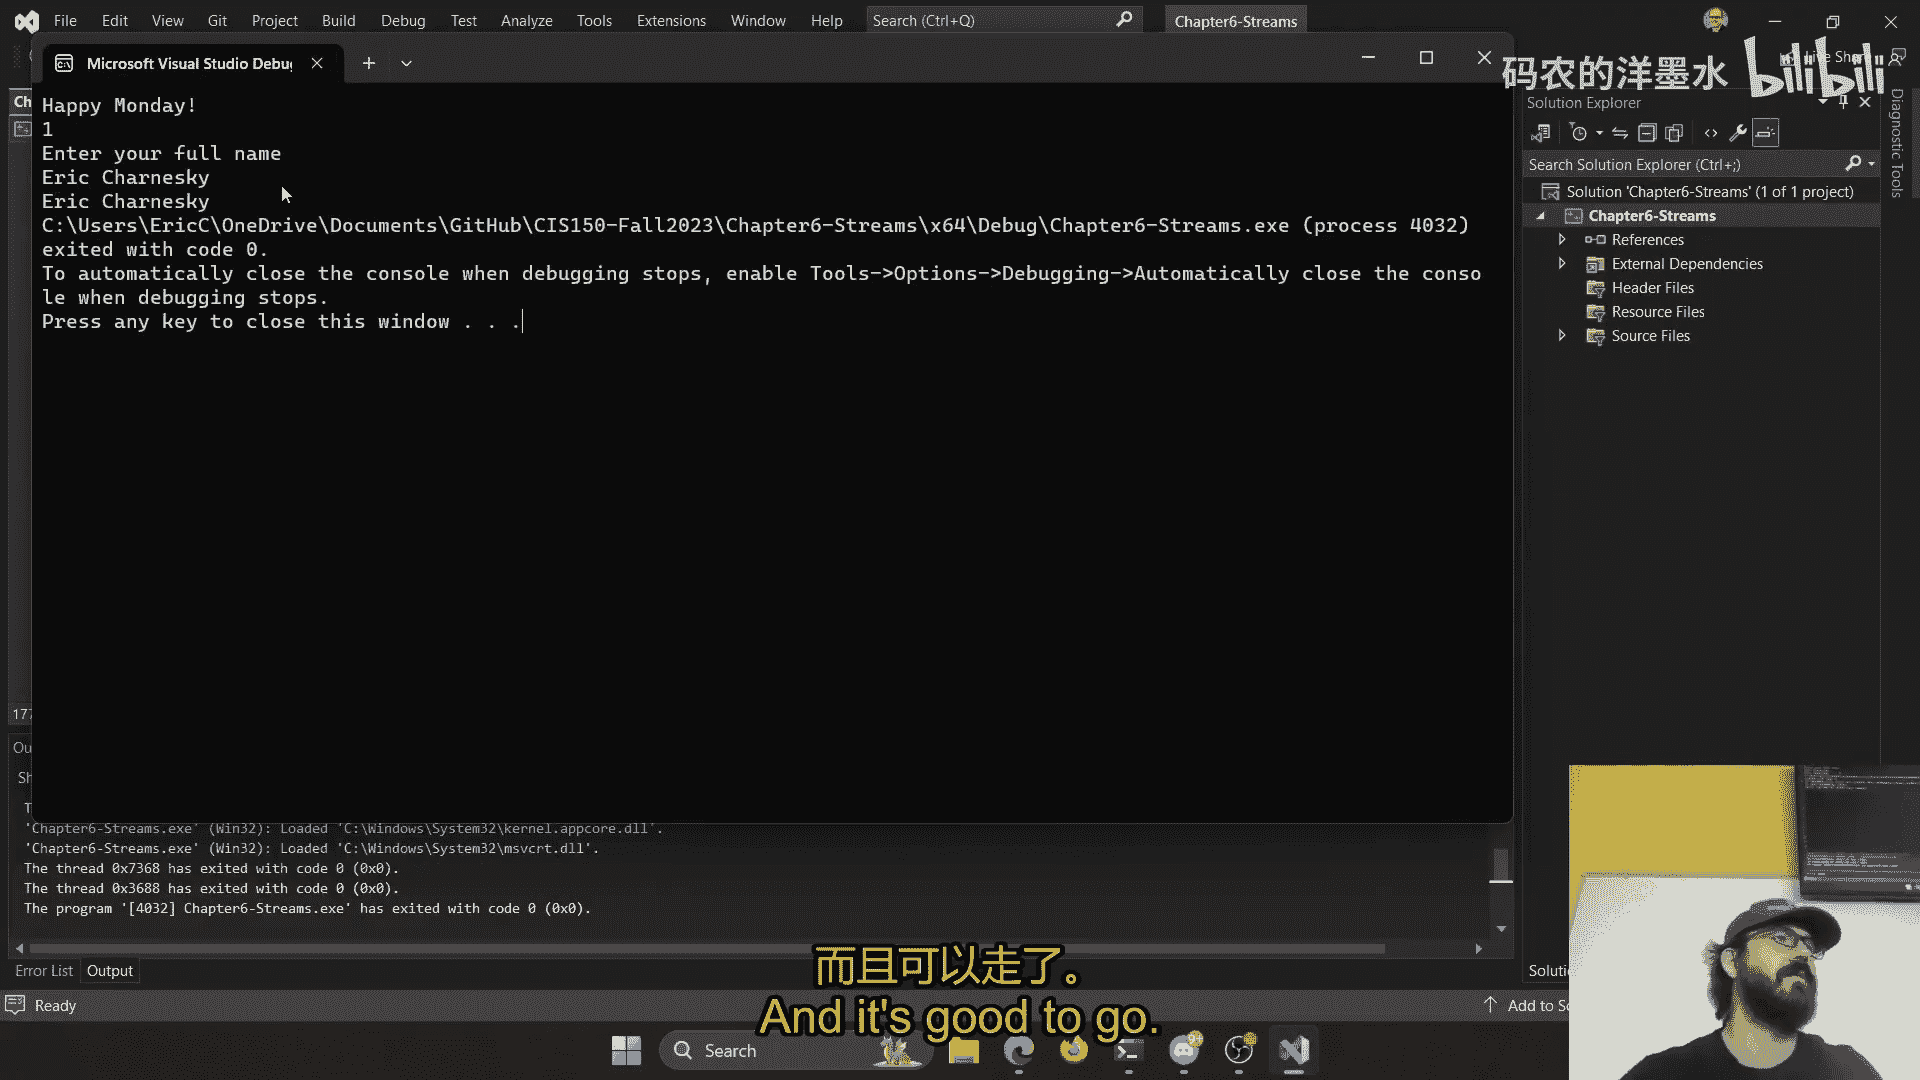 File Edit View Git Project Build Debug Test Analyze Tools Extensions Window Help Search (Ctrl+Q) Chapter6-Streams
Microsoft Visual Studio Debug
码农的洋墨水 bilibili
Happy Monday!
1
Enter your full name
Eric Charnesky
Eric Charnesky
C:\Users\EricC\OneDrive\Documents\GitHub\CIS150-Fall2023\Chapter6-Streams\x64\Debug\Chapter6-Streams.exe (process 4032)
exited with code 0.
To automatically close the console when debugging stops, enable Tools->Options->Debugging->Automatically close the conso
le when debugging stops.
Press any key to close this window . . .
Solution Explorer
Search Solution Explorer (Ctrl+;)
Solution 'Chapter6-Streams' (1 of 1 project)
Chapter6-Streams
References
External Dependencies
Header Files
Resource Files
Source Files
Diagnostic Tools
Ch
177
Ou
Sh
T
'Chapter6-Streams.exe' (Win32): Loaded 'C:\Windows\System32\kernel.appcore.dll'.
'Chapter6-Streams.exe' (Win32): Loaded 'C:\Windows\System32\msvcrt.dll'.
The thread 0x7368 has exited with code 0 (0x0).
The thread 0x3688 has exited with code 0 (0x0).
The program '[4032] Chapter6-Streams.exe' has exited with code 0 (0x0).
Error List Output
Soluti
Ready
Add to So
而且可以走了。
And it's good to go.
Search